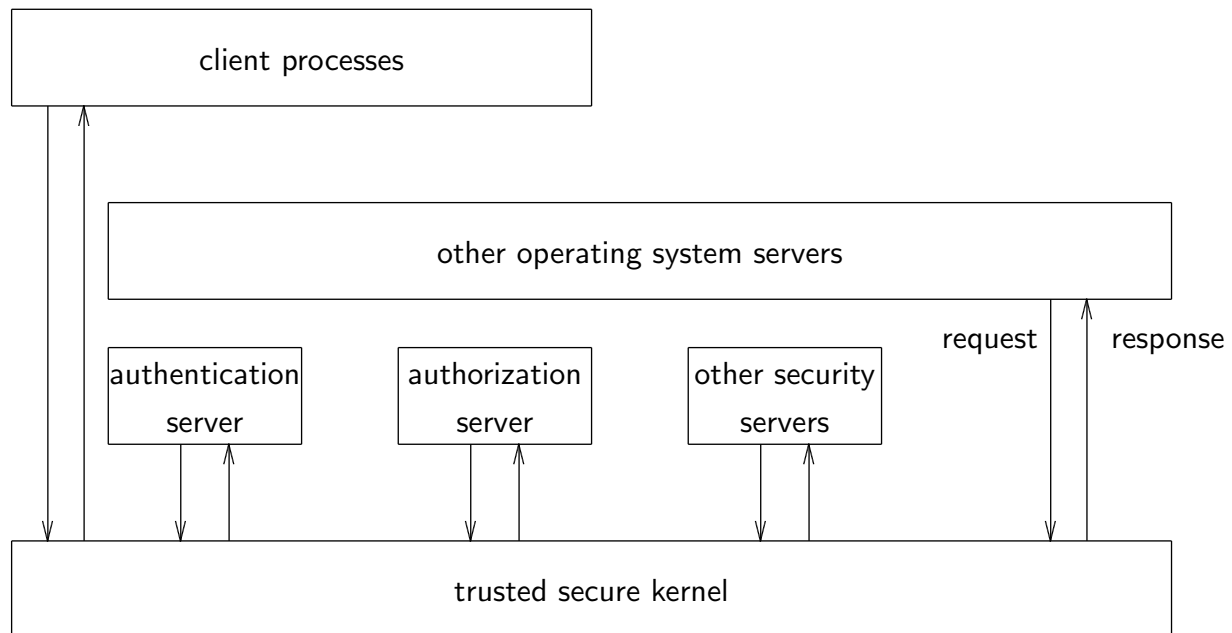 client processes
other operating system servers
request
response
authentication
server
authorization
server
other security
servers
trusted secure kernel